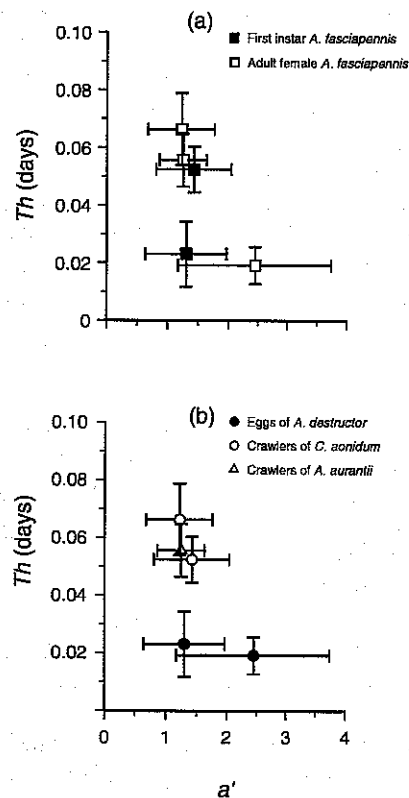 (a)
First instar A. fasciapennis
Adult female A. fasciapennis
0.10
0.08
0.06
0.04
0.02
0
Th (days)
(b)
Eggs of A. destructor
Crawlers of C. aonidum
Crawlers of A. aurantii
0.10
0.08
0.06
0.04
0.02
Th (days)
0 1 2 3 4
a'